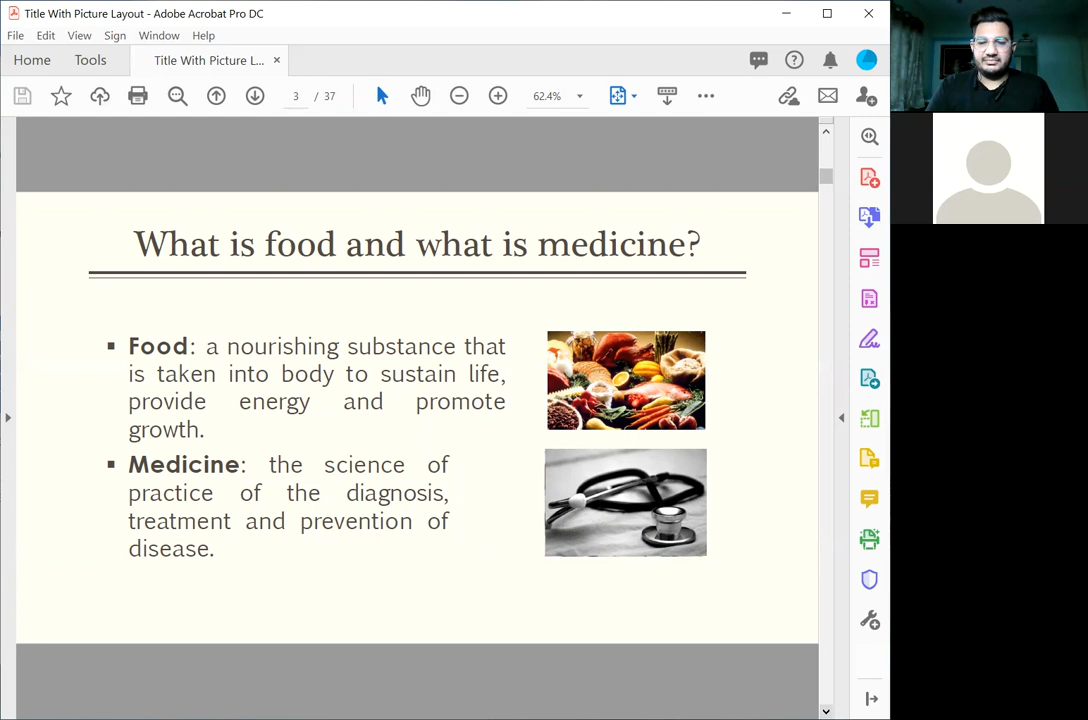 Title With Picture Layout - Adobe Acrobat Pro DC
File Edit View Sign Window Help
Home Tools Title With Picture L... ×
3 / 37 62.4%
What is food and what is medicine?
▪ Food: a nourishing substance that
is taken into body to sustain life,
provide energy and promote
growth.
▪ Medicine: the science of
practice of the diagnosis,
treatment and prevention of
disease.